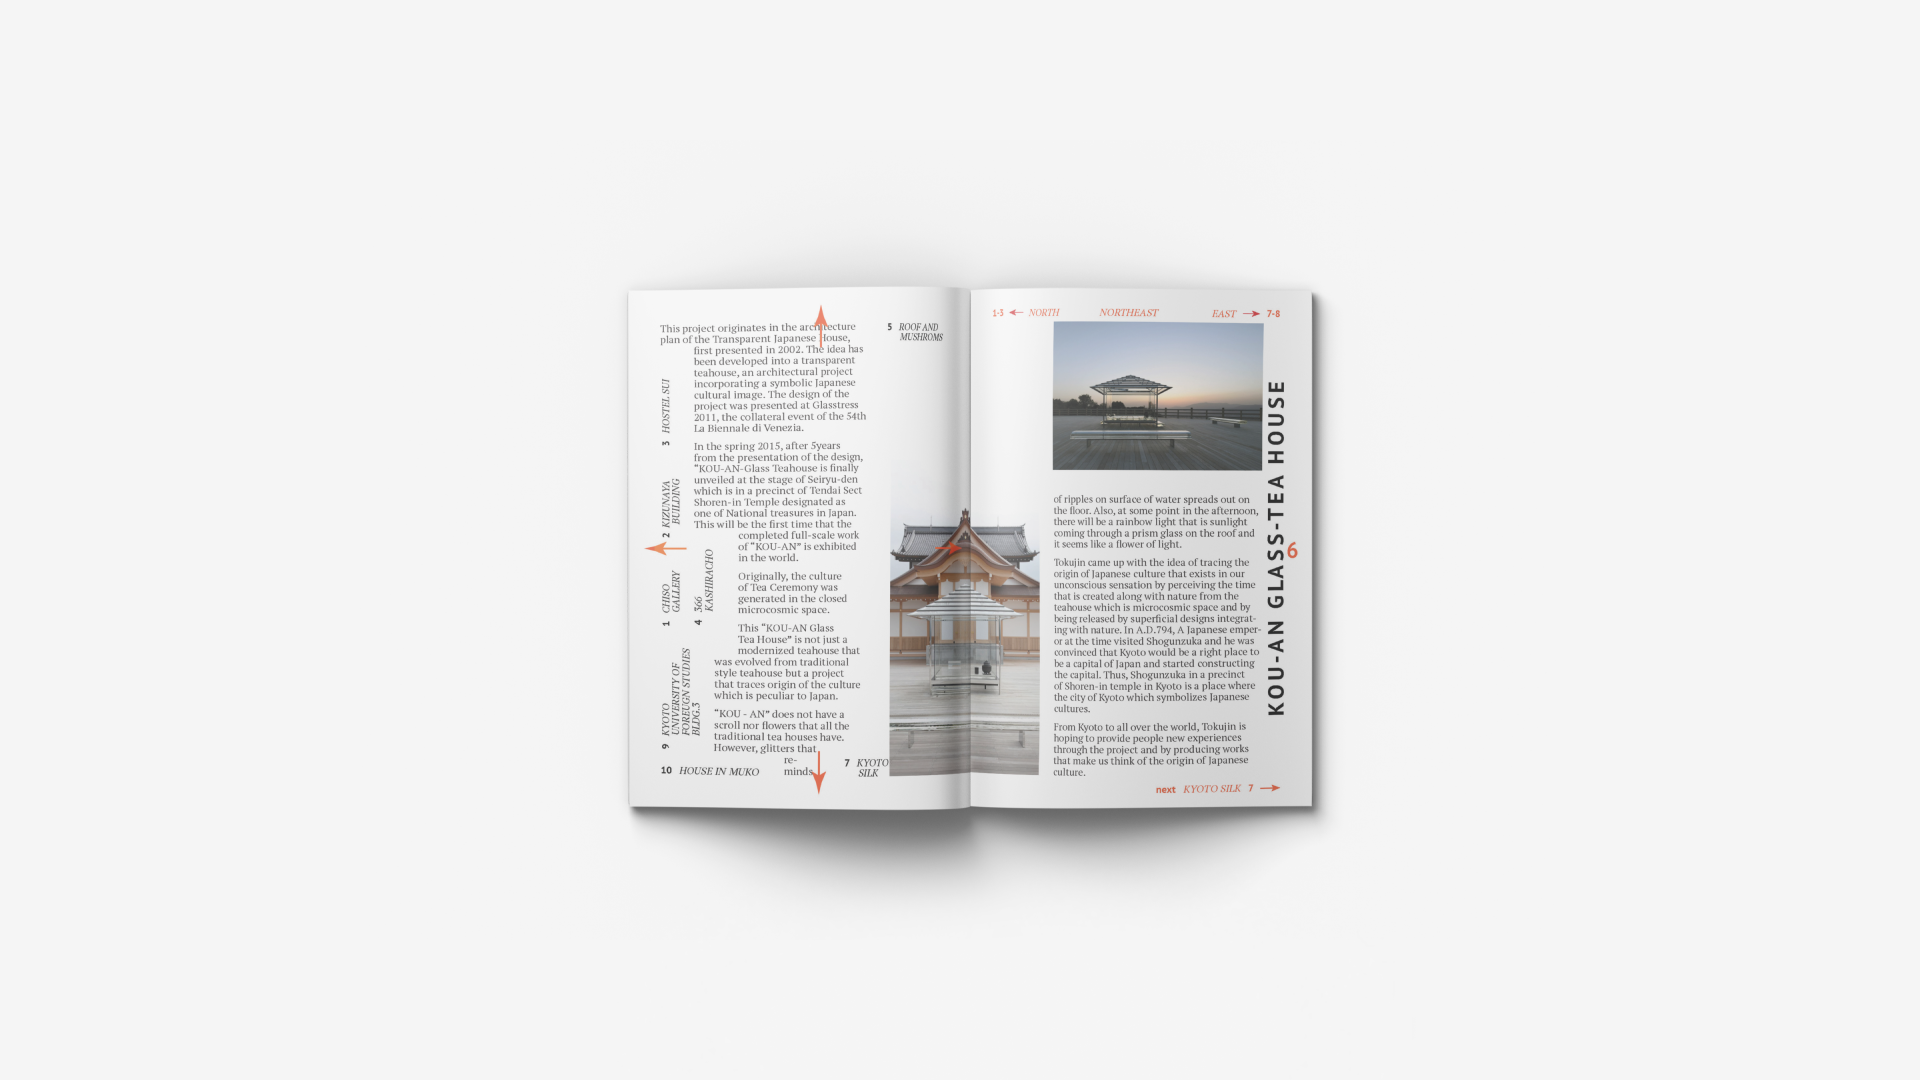 This project originates in the architecture
plan of the Transparent Japanese House,
first presented in 2002. The idea has
been developed into a transparent
teahouse, an architectural project
incorporating a symbolic Japanese
cultural image. The design of the
project was presented at Glasstress
2011, the collateral event of the 54th
La Biennale di Venezia.
In the spring 2015, after 5years
from the presentation of the design,
“KOU-AN-Glass Teahouse is finally
unveiled at the stage of Seiryu-den
which is in a precinct of Tendai Sect
Shoren-in Temple designated as
one of National treasures in Japan.
This will be the first time that the
completed full-scale work
of “KOU-AN” is exhibited
in the world.
Originally, the culture
of Tea Ceremony was
generated in the closed
microcosmic space.
This “KOU-AN Glass
Tea House” is not just a
modernized teahouse that
was evolved from traditional
style teahouse but a project
that traces origin of the culture
which is peculiar to Japan.
“KOU - AN” does not have a
scroll nor flowers that all the
traditional tea houses have.
However, glitters that
re-
minds
3 HOSTEL SUI
2 KIZUNAYA
BUILDING
1 CHISO
GALLERY
4 366
KASHIRACHO
9 KYOTO
UNIVERSITY OF
FOREUGN STUDIES
BLDG.3
10 HOUSE IN MUKO
5 ROOF AND
MUSHROMS
7 KYOTO
SILK
1-3 ← NORTH
NORTHEAST
EAST → 7-8
of ripples on surface of water spreads out on
the floor. Also, at some point in the afternoon,
there will be a rainbow light that is sunlight
coming through a prism glass on the roof and
it seems like a flower of light.
Tokujin came up with the idea of tracing the
origin of Japanese culture that exists in our
unconscious sensation by perceiving the time
that is created along with nature from the
teahouse which is microcosmic space and by
being released by superficial designs integrat-
ing with nature. In A.D.794, A Japanese emper-
or at the time visited Shogunzuka and he was
convinced that Kyoto would be a right place to
be a capital of Japan and started constructing
the capital. Thus, Shogunzuka in a precinct
of Shoren-in temple in Kyoto is a place where
the city of Kyoto which symbolizes Japanese
cultures.
From Kyoto to all over the world, Tokujin is
hoping to provide people new experiences
through the project and by producing works
that make us think of the origin of Japanese
culture.
KOU-AN GLASS-TEA HOUSE
6
next KYOTO SILK 7 →